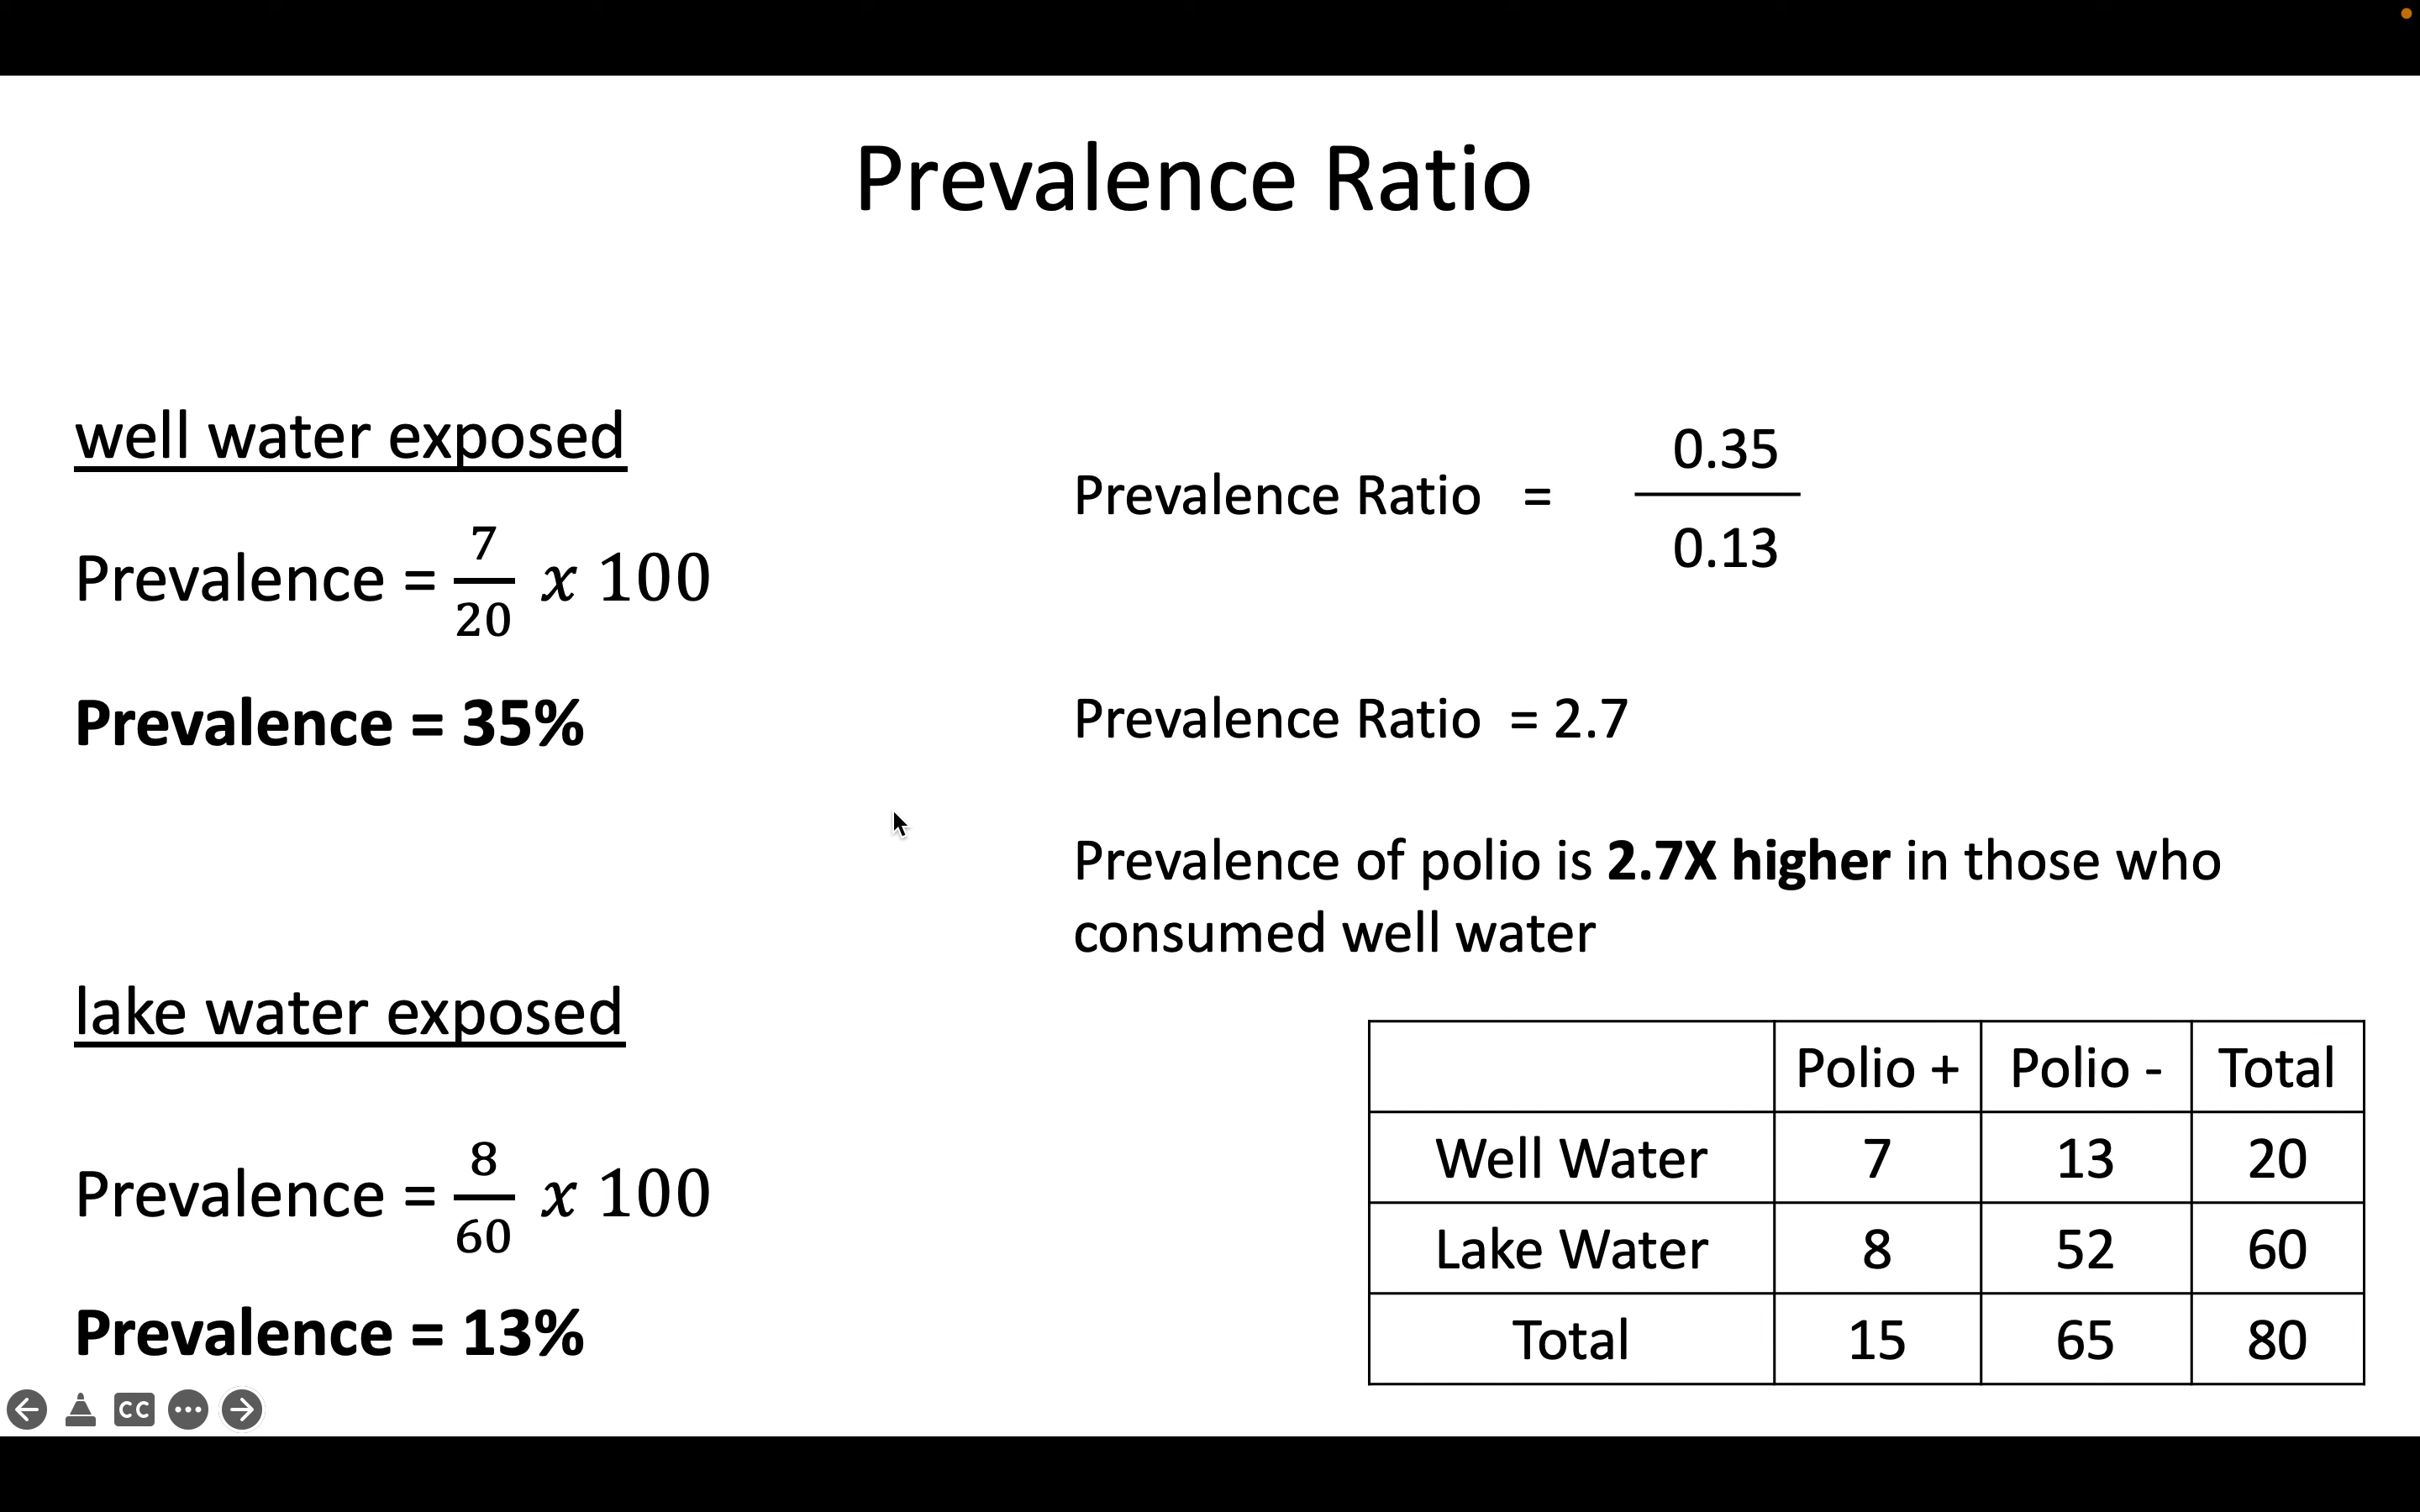 Prevalence Ratio
well water exposed
Prevalence = 7/20 x 100
Prevalence = 35%
lake water exposed
Prevalence = 8/60 x 100
Prevalence = 13%
Prevalence Ratio = 0.35/0.13
Prevalence Ratio = 2.7
Prevalence of polio is 2.7X higher in those who
consumed well water
Polio + Polio - Total
Well Water 7 13 20
Lake Water 8 52 60
Total 15 65 80
CC